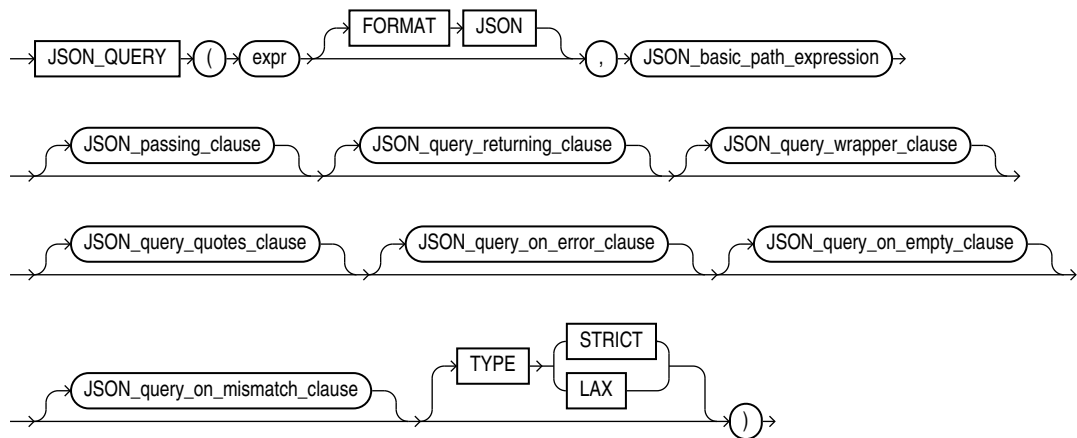 FORMAT JSON
JSON_QUERY ( expr , JSON_basic_path_expression
JSON_passing_clause JSON_query_returning_clause JSON_query_wrapper_clause
JSON_query_quotes_clause JSON_query_on_error_clause JSON_query_on_empty_clause
STRICT
TYPE
JSON_query_on_mismatch_clause LAX
)